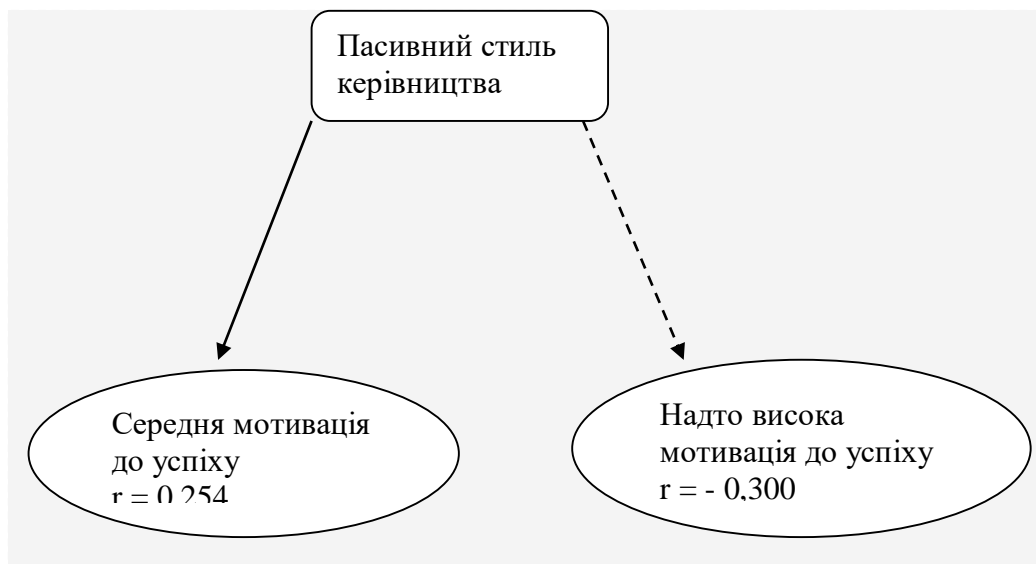 Пасивний стиль
керівництва
Середня мотивація
до успіху
r = 0,254
Надто висока
мотивація до успіху
r = - 0,300